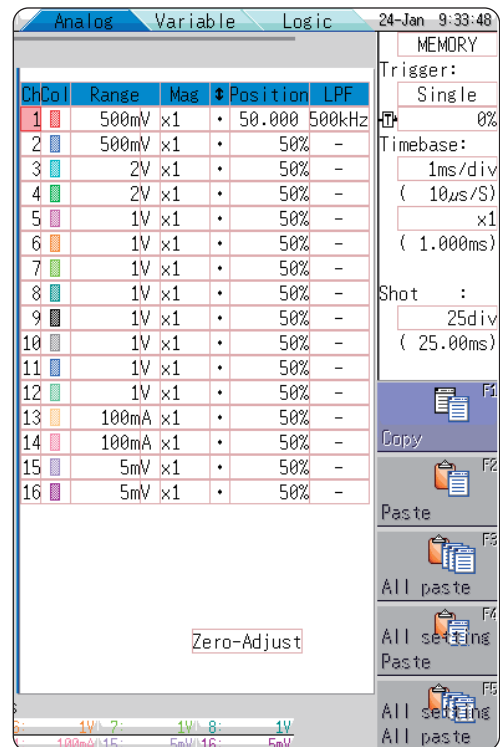 Analog Variable Logic 24-Jan 9:33:48
MEMORY
Trigger:
Single
T 0%
Timebase:
1ms/div
( 10µs/S)
x1
( 1.000ms)
Shot :
25div
( 25.00ms)
Ch Col Range Mag Position LPF
1 500mV x1 • 50.000 500kHz
2 500mV x1 • 50% -
3 2V x1 • 50% -
4 2V x1 • 50% -
5 1V x1 • 50% -
6 1V x1 • 50% -
7 1V x1 • 50% -
8 1V x1 • 50% -
9 1V x1 • 50% -
10 1V x1 • 50% -
11 1V x1 • 50% -
12 1V x1 • 50% -
13 100mA x1 • 50% -
14 100mA x1 • 50% -
15 5mV x1 • 50% -
16 5mV x1 • 50% -
Zero-Adjust
F1
Copy
F2
Paste
F3
All paste
F4
All setting
Paste
F5
All setting
All paste
6: 1V 7: 1V 8: 1V
100mA 15: 5mV 16: 5mV